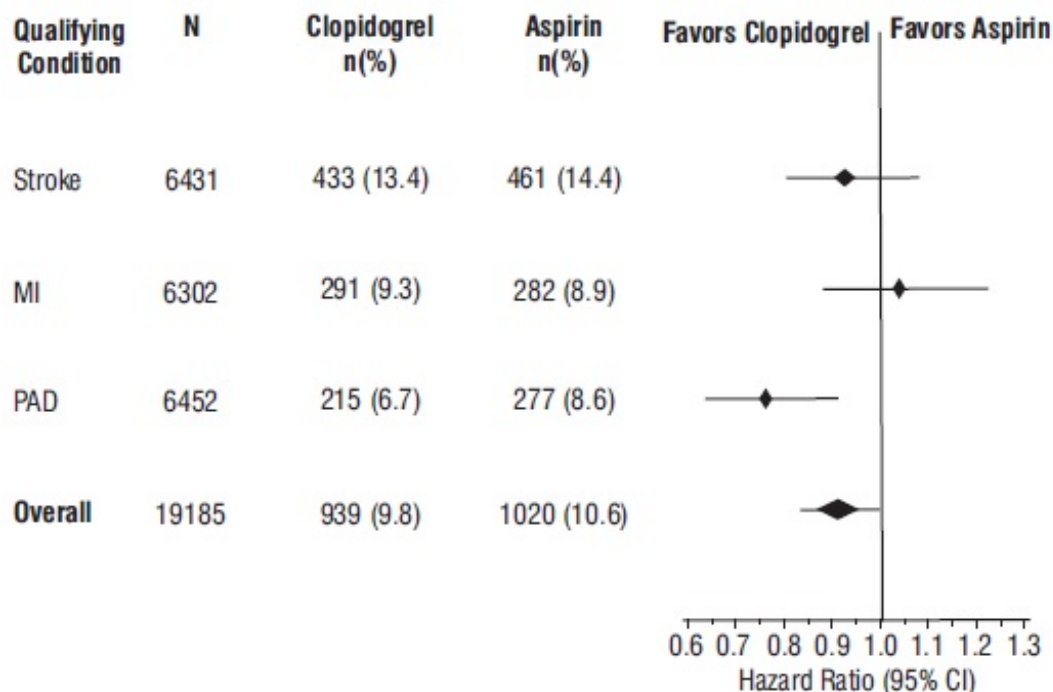 Qualifying Condition N Clopidogrel n(%) Aspirin n(%) Favors Clopidogrel Favors Aspirin
Stroke 6431 433 (13.4) 461 (14.4)
MI 6302 291 (9.3) 282 (8.9)
PAD 6452 215 (6.7) 277 (8.6)
Overall 19185 939 (9.8) 1020 (10.6)
0.6 0.7 0.8 0.9 1.0 1.1 1.2 1.3
Hazard Ratio (95% CI)